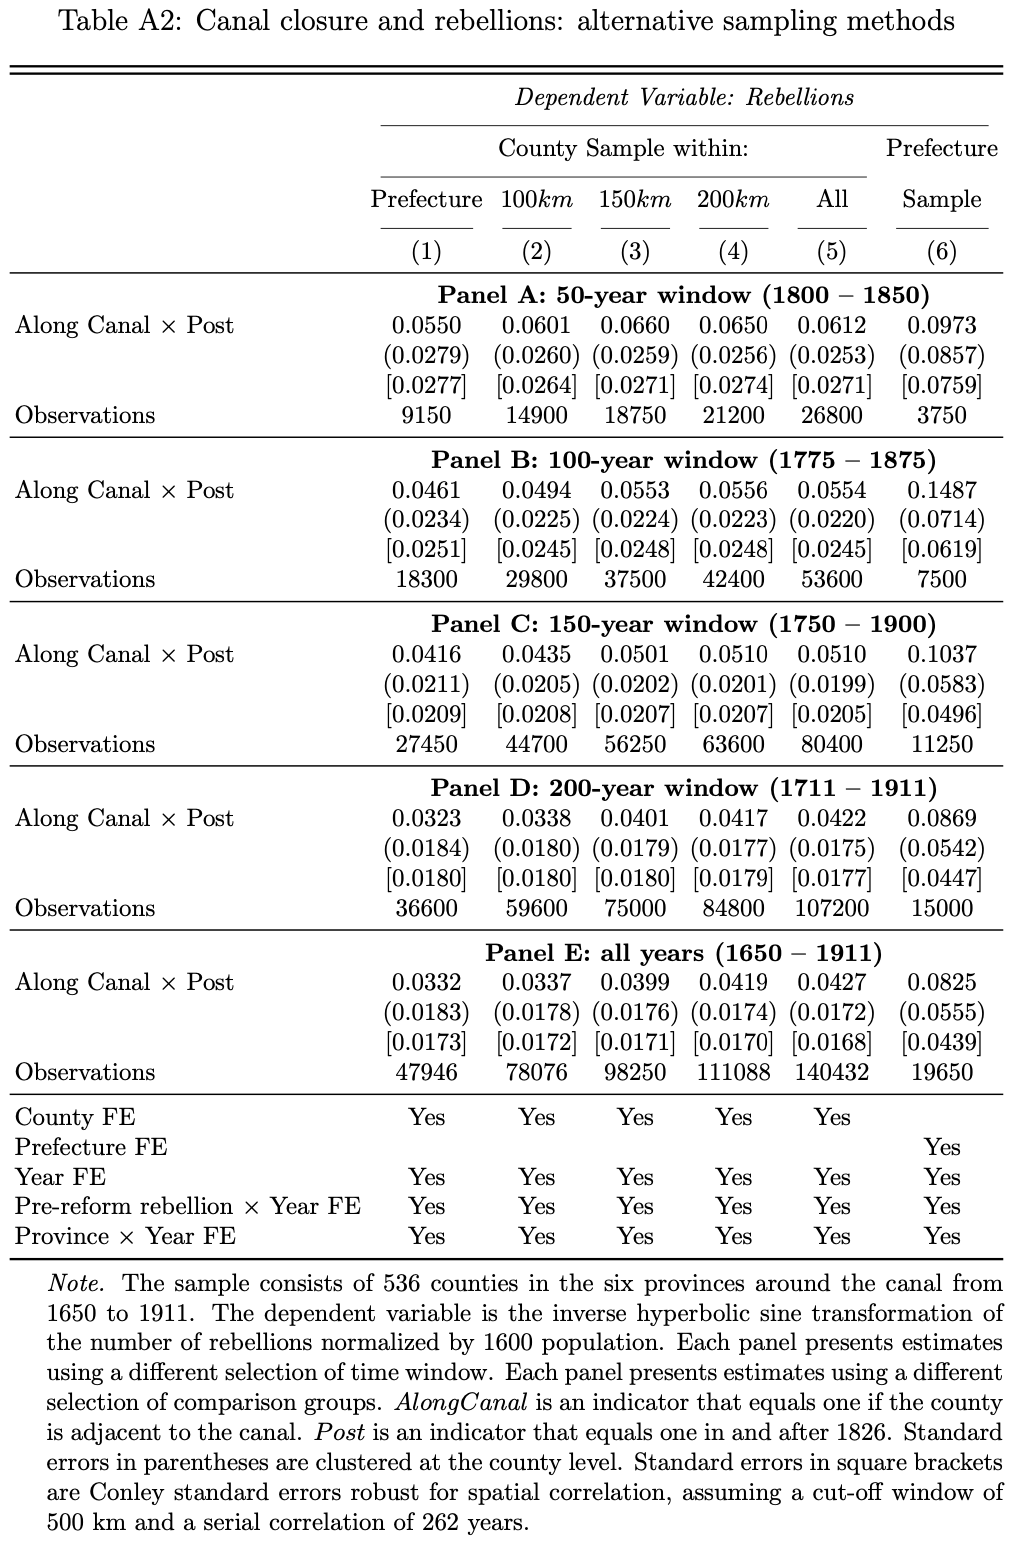 Table A2: Canal closure and rebellions: alternative sampling methods
Dependent Variable: Rebellions
County Sample within: Prefecture
Prefecture 100km 150km 200km All Sample
(1) (2) (3) (4) (5) (6)
Panel A: 50-year window (1800 – 1850)
Along Canal × Post 0.0550 0.0601 0.0660 0.0650 0.0612 0.0973
(0.0279) (0.0260) (0.0259) (0.0256) (0.0253) (0.0857)
[0.0277] [0.0264] [0.0271] [0.0274] [0.0271] [0.0759]
Observations 9150 14900 18750 21200 26800 3750
Panel B: 100-year window (1775 – 1875)
Along Canal × Post 0.0461 0.0494 0.0553 0.0556 0.0554 0.1487
(0.0234) (0.0225) (0.0224) (0.0223) (0.0220) (0.0714)
[0.0251] [0.0245] [0.0248] [0.0248] [0.0245] [0.0619]
Observations 18300 29800 37500 42400 53600 7500
Panel C: 150-year window (1750 – 1900)
Along Canal × Post 0.0416 0.0435 0.0501 0.0510 0.0510 0.1037
(0.0211) (0.0205) (0.0202) (0.0201) (0.0199) (0.0583)
[0.0209] [0.0208] [0.0207] [0.0207] [0.0205] [0.0496]
Observations 27450 44700 56250 63600 80400 11250
Panel D: 200-year window (1711 – 1911)
Along Canal × Post 0.0323 0.0338 0.0401 0.0417 0.0422 0.0869
(0.0184) (0.0180) (0.0179) (0.0177) (0.0175) (0.0542)
[0.0180] [0.0180] [0.0180] [0.0179] [0.0177] [0.0447]
Observations 36600 59600 75000 84800 107200 15000
Panel E: all years (1650 – 1911)
Along Canal × Post 0.0332 0.0337 0.0399 0.0419 0.0427 0.0825
(0.0183) (0.0178) (0.0176) (0.0174) (0.0172) (0.0555)
[0.0173] [0.0172] [0.0171] [0.0170] [0.0168] [0.0439]
Observations 47946 78076 98250 111088 140432 19650
County FE Yes Yes Yes Yes Yes
Prefecture FE Yes
Year FE Yes Yes Yes Yes Yes Yes
Pre-reform rebellion × Year FE Yes Yes Yes Yes Yes Yes
Province × Year FE Yes Yes Yes Yes Yes Yes
Note. The sample consists of 536 counties in the six provinces around the canal from
1650 to 1911. The dependent variable is the inverse hyperbolic sine transformation of
the number of rebellions normalized by 1600 population. Each panel presents estimates
using a different selection of time window. Each panel presents estimates using a different
selection of comparison groups. AlongCanal is an indicator that equals one if the county
is adjacent to the canal. Post is an indicator that equals one in and after 1826. Standard
errors in parentheses are clustered at the county level. Standard errors in square brackets
are Conley standard errors robust for spatial correlation, assuming a cut-off window of
500 km and a serial correlation of 262 years.